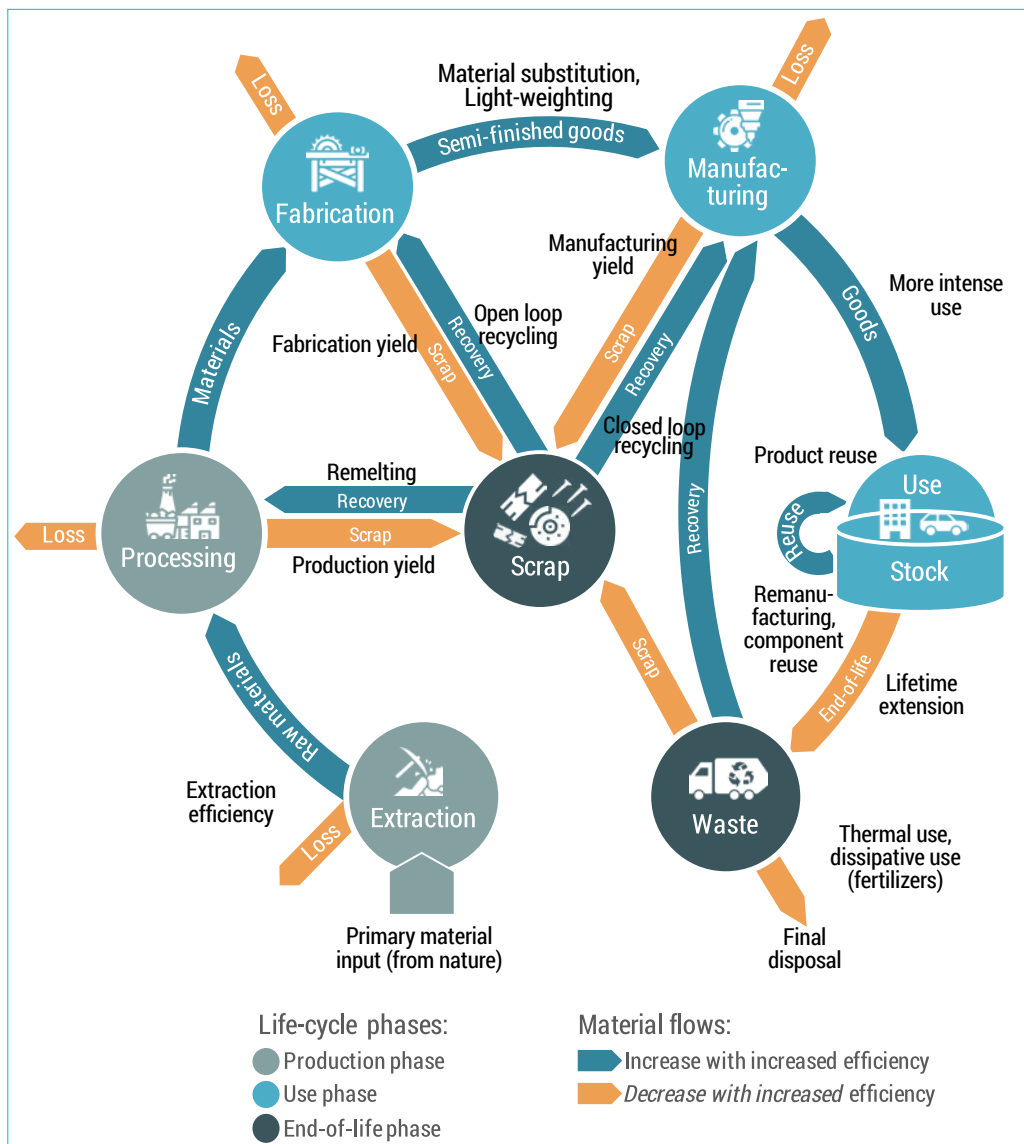 Loss
Material substitution,
Light-weighting
Semi-finished goods
Loss
Fabrication
Manufac-
turing
Manufacturing
yield
Goods
More intense
use
Materials
Fabrication yield
Scrap
Recovery
Open loop
recycling
Scrap
Recovery
Closed loop
recycling
Recovery
Product reuse
Reuse
Use
Stock
Remanu-
facturing,
component
reuse
Remelting
Recovery
Scrap
Production yield
Loss
Processing
Scrap
Scrap
End-of-life
Lifetime
extension
Raw materials
Extraction
efficiency
Loss
Extraction
Primary material
input (from nature)
Waste
Thermal use,
dissipative use
(fertilizers)
Final
disposal
Life-cycle phases:
Production phase
Use phase
End-of-life phase
Material flows:
Increase with increased efficiency
Decrease with increased efficiency